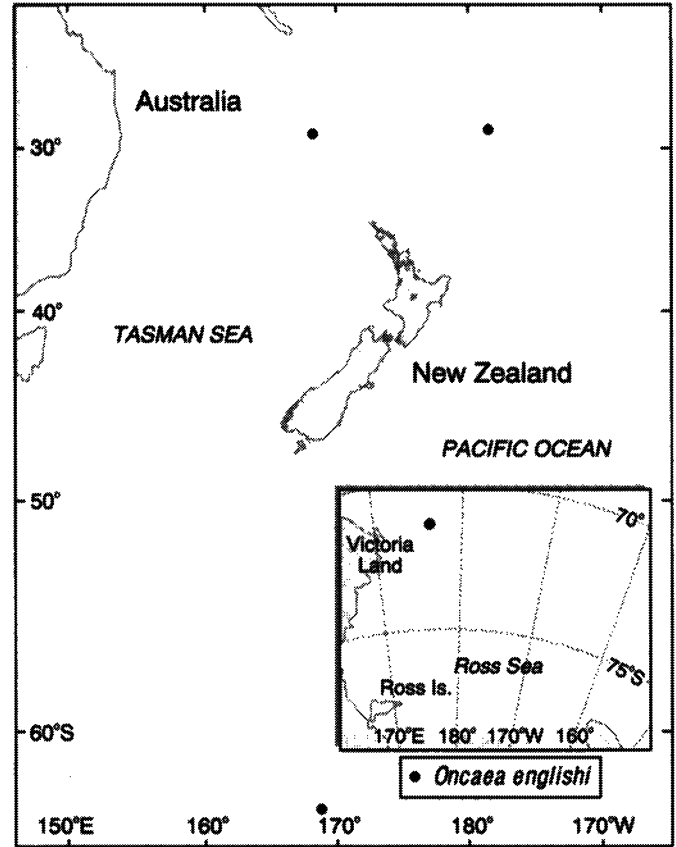 Australia
30°
40°
TASMAN SEA
New Zealand
PACIFIC OCEAN
50°
70°
Victoria
Land
Ross Sea
75°S
Ross Is.
170°E 180° 170°W 160°
60°S
Oncaea englishi
150°E 160° 170° 180° 170°W